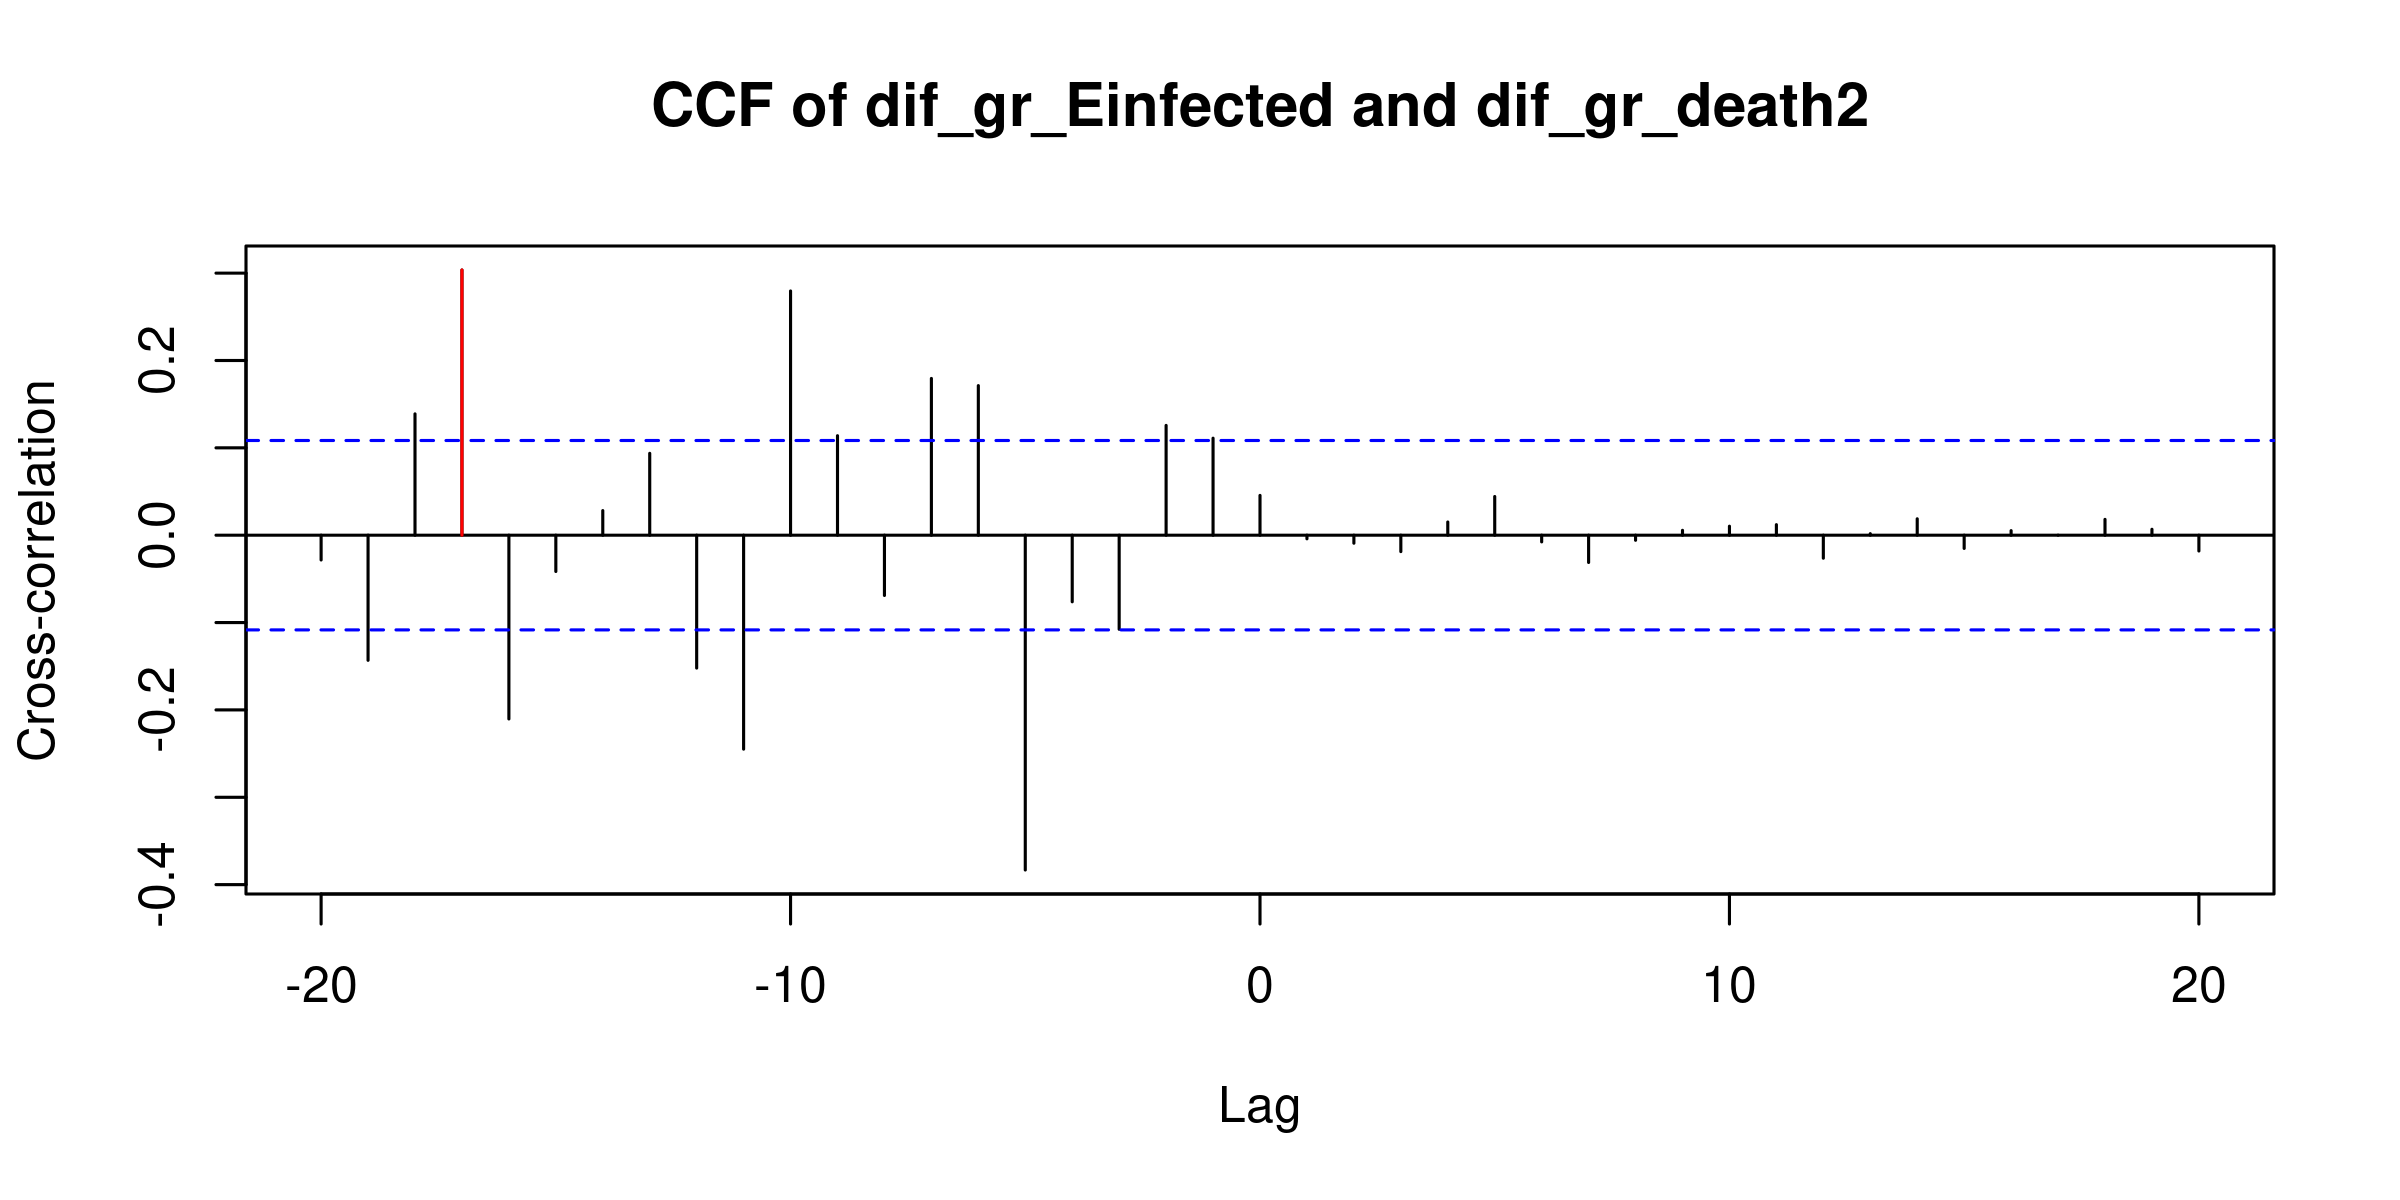 CCF of dif_gr_Einfected and dif_gr_death2
Cross-correlation
0.2
0.0
-0.2
-0.4
-20 -10 0 10 20
Lag